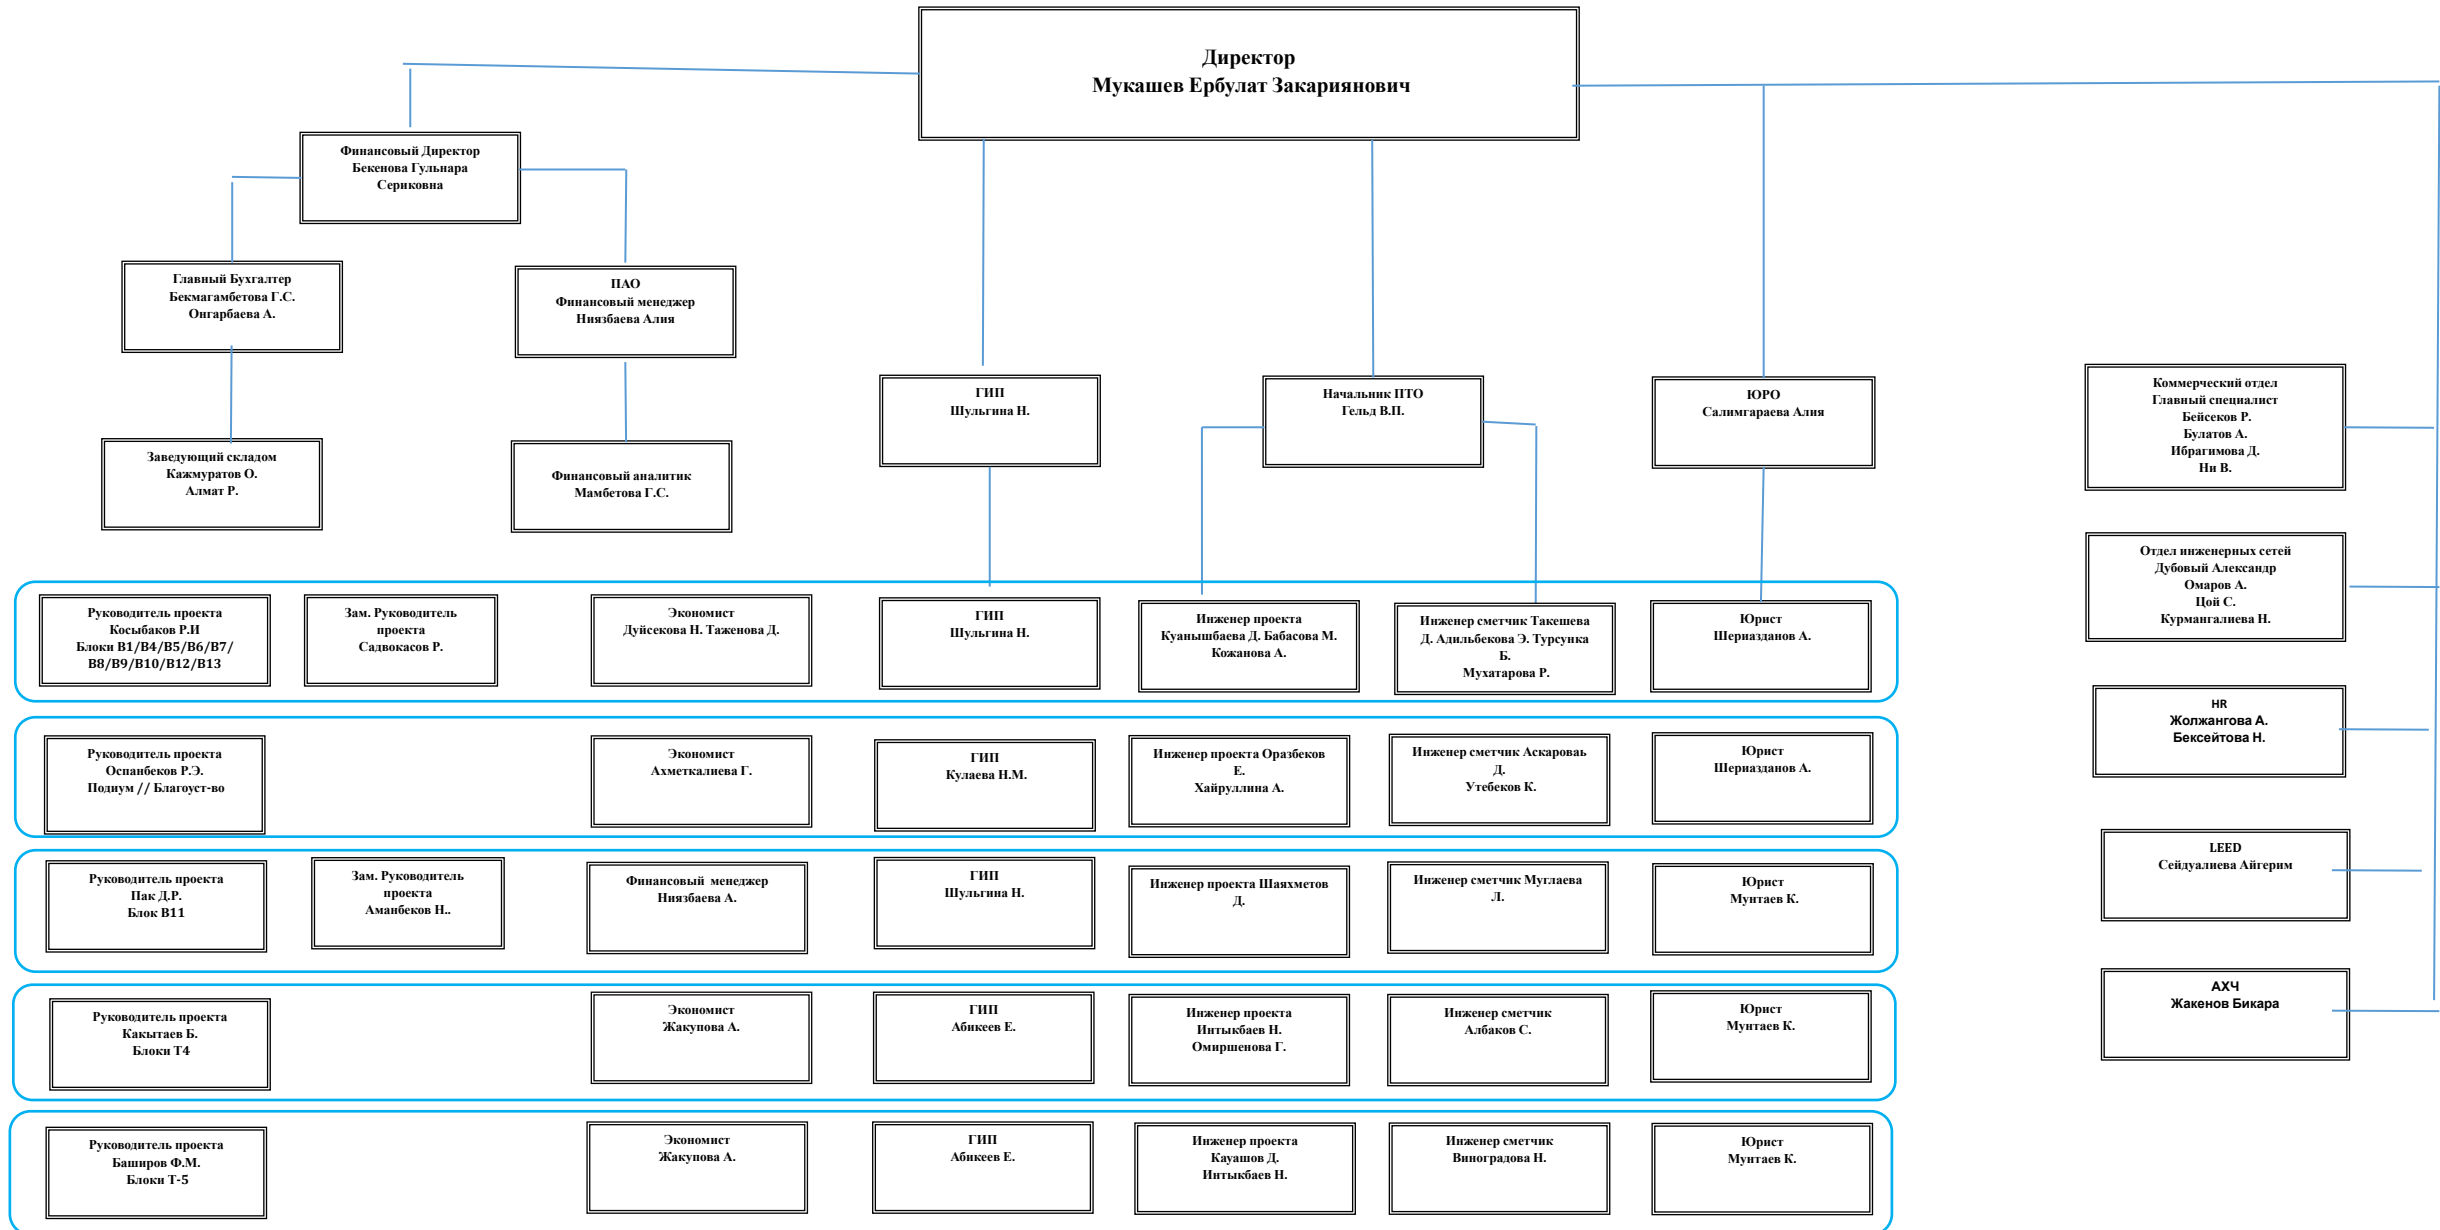 Директор
Мукашев Ербулат Закариянович
Финансовый Директор
Бекенова Гульнара
Сериковна
Главный Бухгалтер
Бекмагамбетова Г.С.
Онгарбаева А.
ПАО
Финансовый менеджер
Ниязбаева Алия
ГИП
Шульгина Н.
Начальник ПТО
Гельд В.П.
ЮРО
Салимгараева Алия
Коммерческий отдел
Главный специалист
Бейсеков Р.
Булатов А.
Ибрагимова Д.
Ни В.
Заведующий складом
Кажмуратов О.
Алмат Р.
Финансовый аналитик
Мамбетова Г.С.
Отдел инженерных сетей
Дубовый Александр
Омаров А.
Цой С.
Курмангалиева Н.
Руководитель проекта
Косыбаков Р.И
Блоки В1/В4/В5/В6/В7/
В8/В9/В10/В12/В13
Зам. Руководитель
проекта
Садвокасов Р.
Экономист
Дуйсекова Н. Таженова Д.
ГИП
Шульгина Н.
Инженер проекта
Куанышбаева Д. Бабасова М.
Кожанова А.
Инженер сметчик Такешева
Д. Адильбекова Э. Турсунка
Б.
Мухатарова Р.
Юрист
Шериазданов А.
HR
Жолжангова А.
Бексейтова Н.
Руководитель проекта
Оспанбеков Р.Э.
Подиум // Благоуст-во
Экономист
Ахметкалиева Г.
ГИП
Кулаева Н.М.
Инженер проекта Оразбеков
Е.
Хайруллина А.
Инженер сметчик Аскароваь
Д.
Утебеков К.
Юрист
Шериазданов А.
LEED
Сейдуалиева Айгерим
Руководитель проекта
Пак Д.Р.
Блок В11
Зам. Руководитель
проекта
Аманбеков Н..
Финансовый  менеджер
Ниязбаева А.
ГИП
Шульгина Н.
Инженер проекта Шаяхметов
Д.
Инженер сметчик Муглаева
Л.
Юрист
Мунтаев К.
АХЧ
Жакенов Бикара
Руководитель проекта
Какытаев Б.
Блоки Т4
Экономист
Жакупова А.
ГИП
Абикеев Е.
Инженер проекта
Интыкбаев Н.
Омиршенова Г.
Инженер сметчик
Албаков С.
Юрист
Мунтаев К.
Руководитель проекта
Баширов Ф.М.
Блоки Т-5
Экономист
Жакупова А.
ГИП
Абикеев Е.
Инженер проекта
Кауашов Д.
Интыкбаев Н.
Инженер сметчик
Виноградова Н.
Юрист
Мунтаев К.